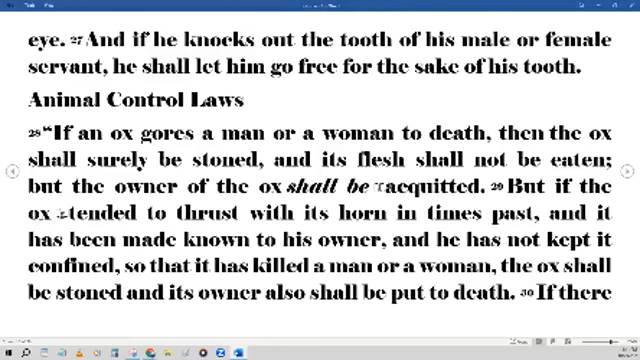 eye. 27 And if he knocks out the tooth of his male or female
servant, he shall let him go free for the sake of his tooth.
Animal Control Laws
28 “If an ox gores a man or a woman to death, then the ox
shall surely be stoned, and its flesh shall not be eaten;
but the owner of the ox shall be acquitted. 29 But if the
ox tended to thrust with its horn in times past, and it
has been made known to his owner, and he has not kept it
confined, so that it has killed a man or a woman, the ox shall
be stoned and its owner also shall be put to death. 30 If there